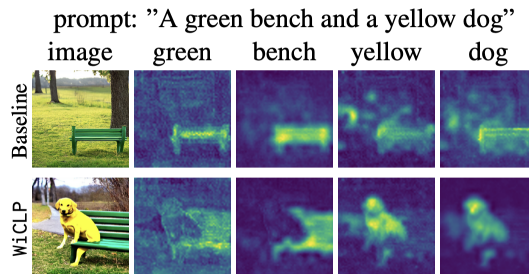 prompt: ”A green bench and a yellow dog”
image green bench yellow dog
Baseline
WiCLP